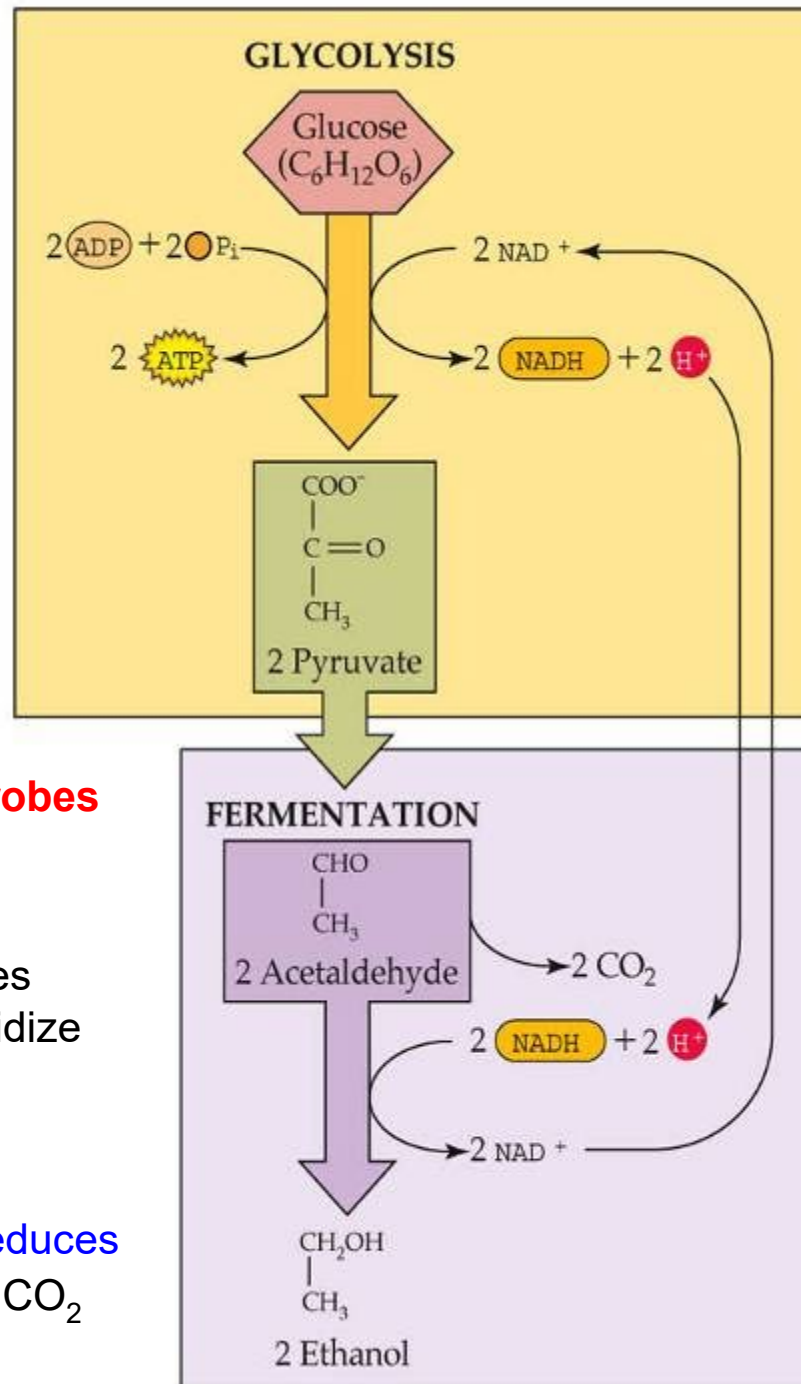 GLYCOLYSIS
Glucose
(C₆H₁₂O₆)
2 ADP + 2 Pᵢ
2 NAD⁺
2 ATP
2 NADH + 2 H⁺
COO⁻
C=O
CH₃
2 Pyruvate
obes
FERMENTATION
CHO
CH₃
es
2 Acetaldehyde
2 CO₂
idize
2 NADH + 2 H⁺
2 NAD⁺
educes
CH₂OH
CO₂
CH₃
2 Ethanol